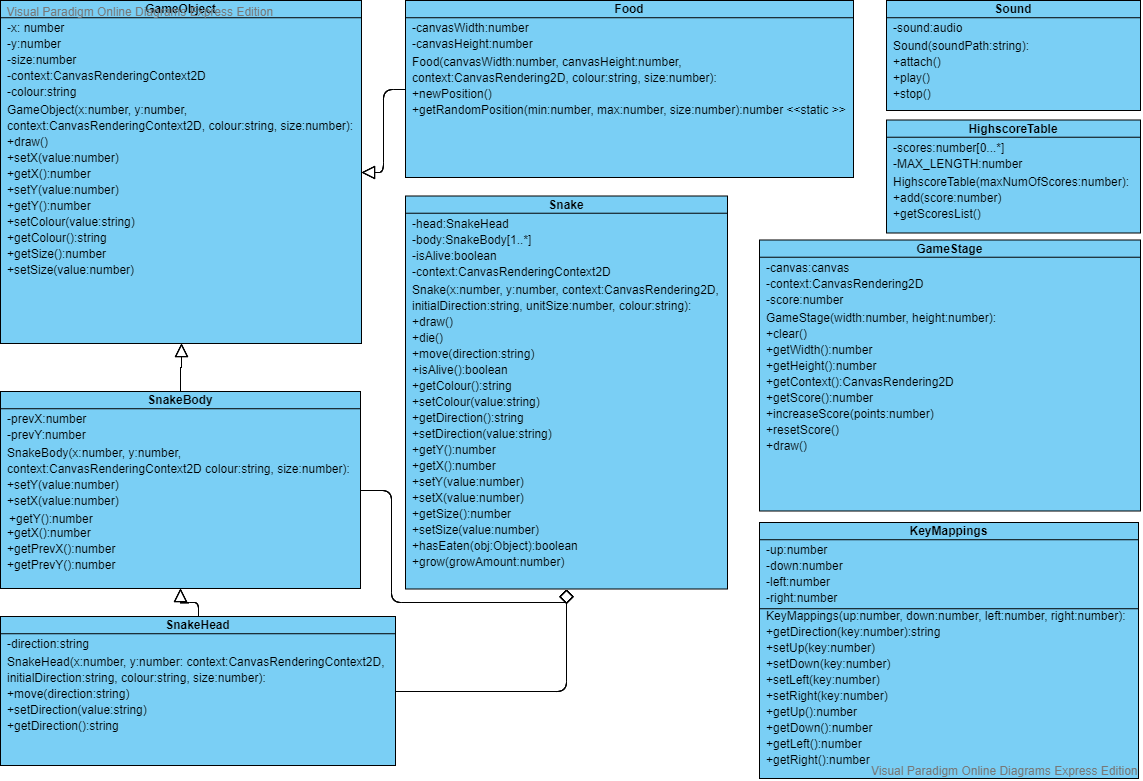 Visual Paradigm Online Diagrams Express Edition
GameObject
-x: number
-y:number
-size:number
-context:CanvasRenderingContext2D
-colour:string
GameObject(x:number, y:number,
context:CanvasRenderingContext2D, colour:string, size:number):
+draw()
+setX(value:number)
+getX():number
+setY(value:number)
+getY():number
+setColour(value:string)
+getColour():string
+getSize():number
+setSize(value:number)
SnakeBody
-prevX:number
-prevY:number
SnakeBody(x:number, y:number,
context:CanvasRenderingContext2D colour:string, size:number):
+setY(value:number)
+setX(value:number)
+getY():number
+getX():number
+getPrevX():number
+getPrevY():number
SnakeHead
-direction:string
SnakeHead(x:number, y:number: context:CanvasRenderingContext2D,
initialDirection:string, colour:string, size:number):
+move(direction:string)
+setDirection(value:string)
+getDirection():string
Food
-canvasWidth:number
-canvasHeight:number
Food(canvasWidth:number, canvasHeight:number,
context:CanvasRendering2D, colour:string, size:number):
+newPosition()
+getRandomPosition(min:number, max:number, size:number):number <<static >>
Snake
-head:SnakeHead
-body:SnakeBody[1..*]
-isAlive:boolean
-context:CanvasRenderingContext2D
Snake(x:number, y:number, context:CanvasRendering2D,
initialDirection:string, unitSize:number, colour:string):
+draw()
+die()
+move(direction:string)
+isAlive():boolean
+getColour():string
+setColour(value:string)
+getDirection():string
+setDirection(value:string)
+getY():number
+getX():number
+setY(value:number)
+setX(value:number)
+getSize():number
+setSize(value:number)
+hasEaten(obj:Object):boolean
+grow(growAmount:number)
Sound
-sound:audio
Sound(soundPath:string):
+attach()
+play()
+stop()
HighscoreTable
-scores:number[0...*]
-MAX_LENGTH:number
HighscoreTable(maxNumOfScores:number):
+add(score:number)
+getScoresList()
GameStage
-canvas:canvas
-context:CanvasRendering2D
-score:number
GameStage(width:number, height:number):
+clear()
+getWidth():number
+getHeight():number
+getContext():CanvasRendering2D
+getScore():number
+increaseScore(points:number)
+resetScore()
+draw()
KeyMappings
-up:number
-down:number
-left:number
-right:number
KeyMappings(up:number, down:number, left:number, right:number):
+getDirection(key:number):string
+setUp(key:number)
+setDown(key:number)
+setLeft(key:number)
+setRight(key:number)
+getUp():number
+getDown():number
+getLeft():number
+getRight():number
Visual Paradigm Online Diagrams Express Edition